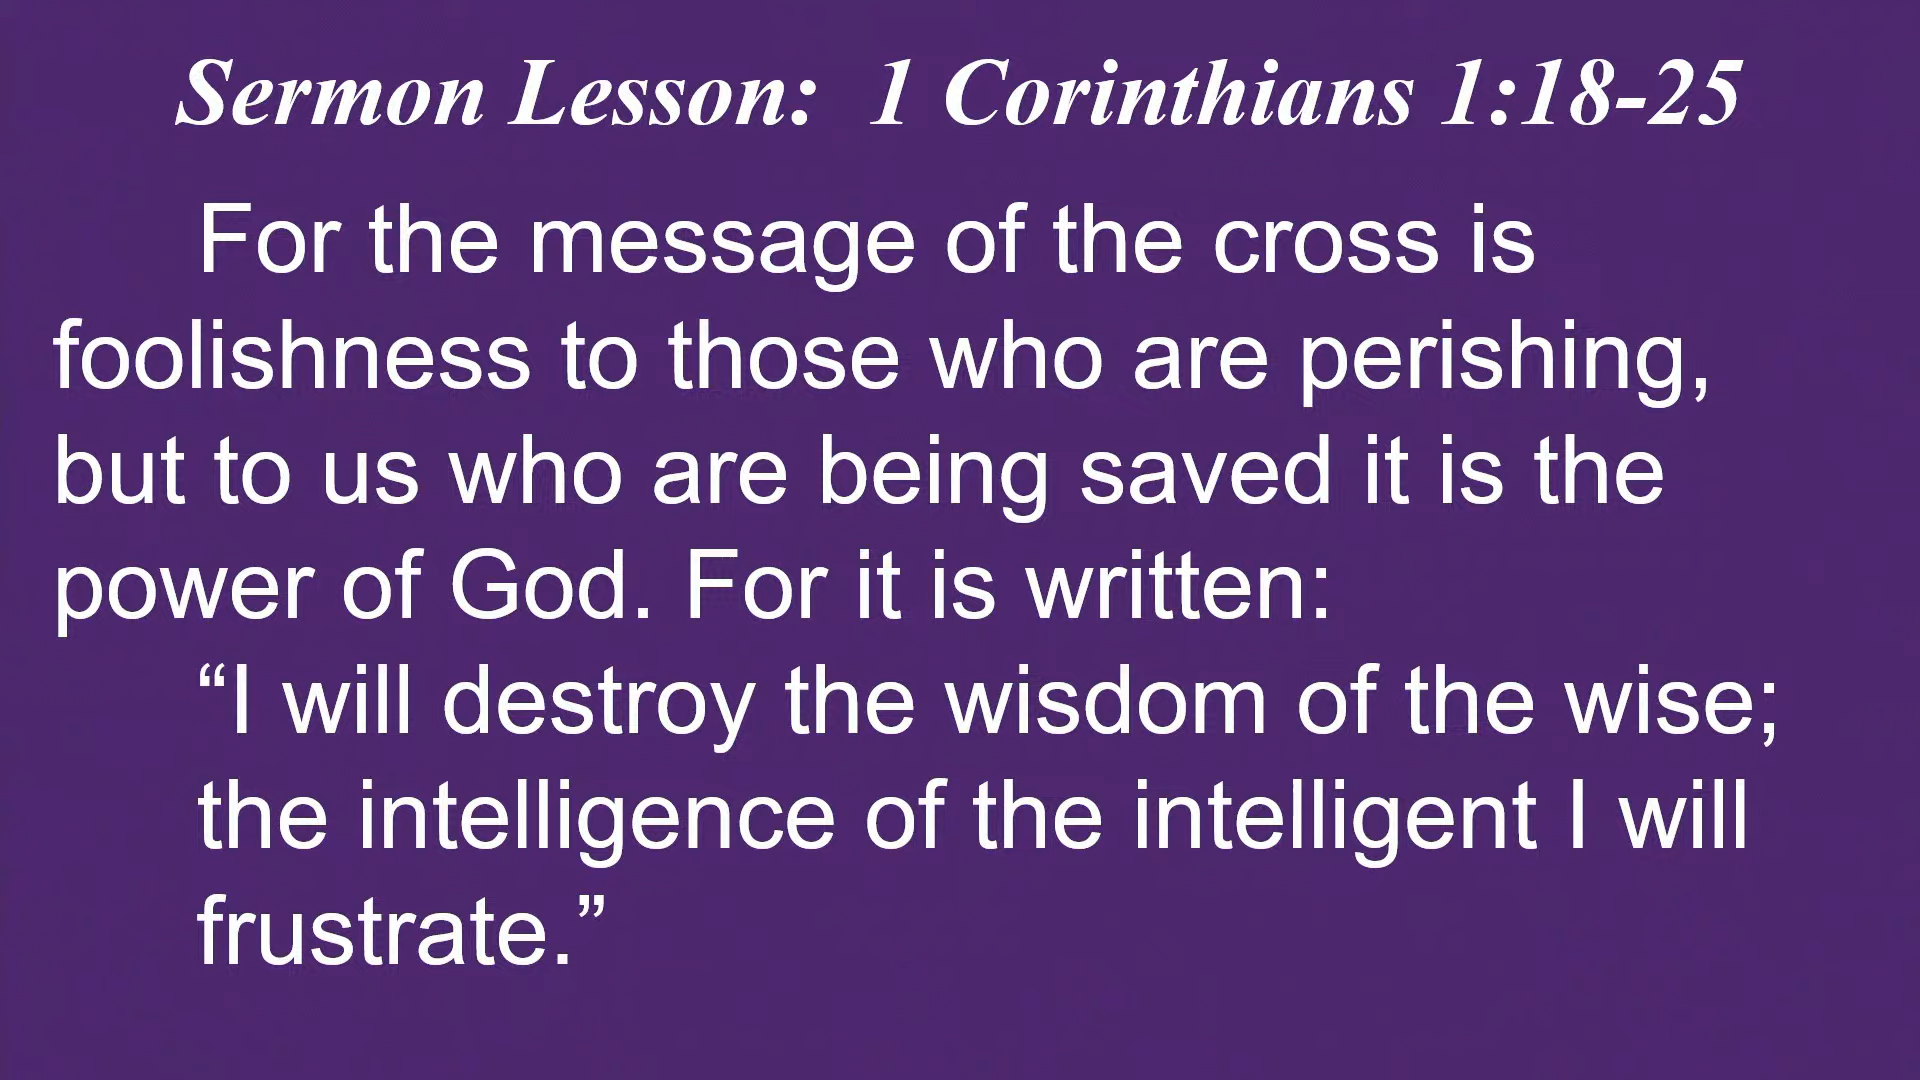 Sermon Lesson:  1 Corinthians 1:18-25
For the message of the cross is
foolishness to those who are perishing,
but to us who are being saved it is the
power of God. For it is written:
“I will destroy the wisdom of the wise;
the intelligence of the intelligent I will
frustrate.”